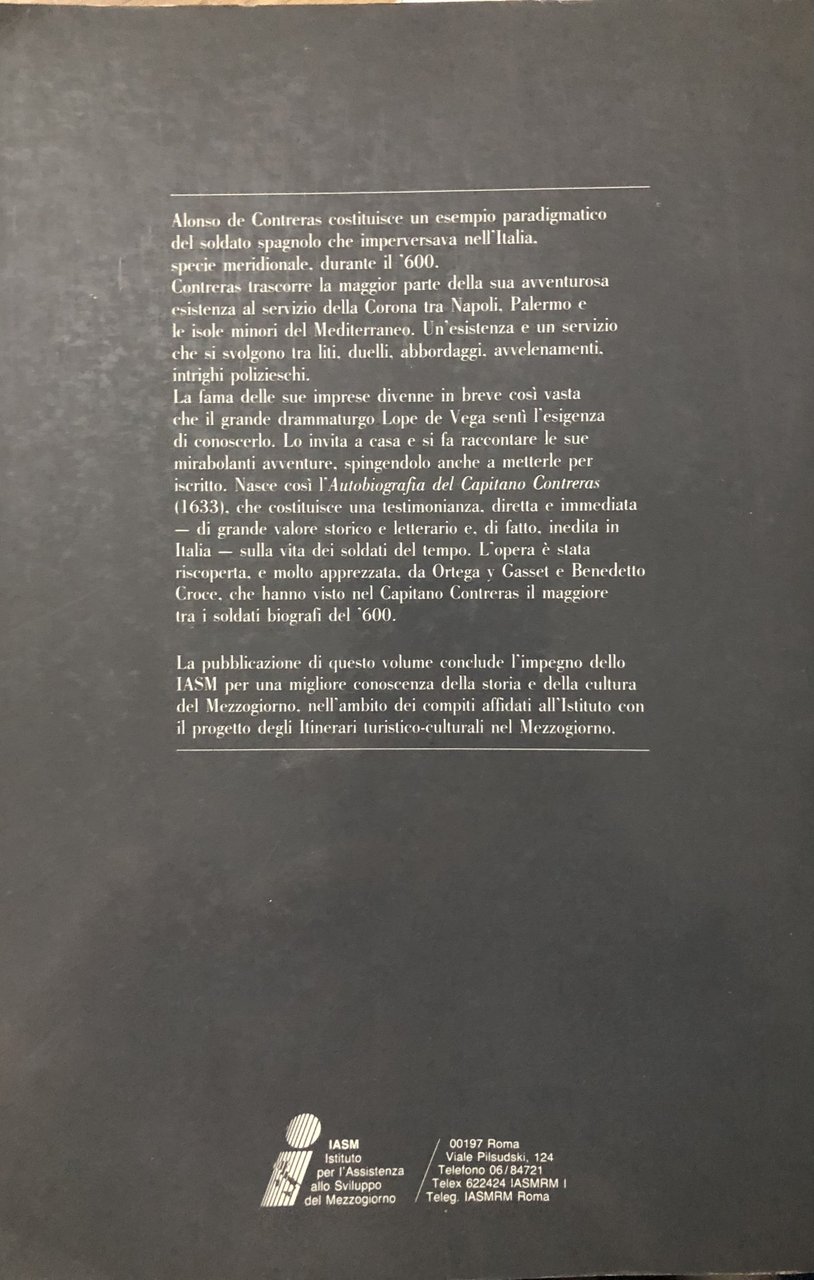 Alonso de Contreras costituisce un esempio paradigmatico
del soldato spagnolo che imperversava nell'Italia,
specie meridionale, durante il '600.
Contreras trascorre la maggior parte della sua avventurosa
esistenza al servizio della Corona tra Napoli, Palermo e
le isole minori del Mediterraneo. Un'esistenza e un servizio
che si svolgono tra liti, duelli, abbordaggi, avvelenamenti,
intrighi polizieschi.
La fama delle sue imprese divenne in breve così vasta
che il grande drammaturgo Lope de Vega sentì l'esigenza
di conoscerlo. Lo invita a casa e si fa raccontare le sue
mirabolanti avventure, spingendolo anche a metterle per
iscritto. Nasce così l'Autobiografia del Capitano Contreras
(1633), che costituisce una testimonianza, diretta e immediata
— di grande valore storico e letterario e, di fatto, inedita in
Italia — sulla vita dei soldati del tempo. L'opera è stata
riscoperta, e molto apprezzata, da Ortega y Gasset e Benedetto
Croce, che hanno visto nel Capitano Contreras il maggiore
tra i soldati biografi del '600.
La pubblicazione di questo volume conclude l'impegno dello
IASM per una migliore conoscenza della storia e della cultura
del Mezzogiorno, nell'ambito dei compiti affidati all'Istituto con
il progetto degli Itinerari turistico-culturali nel Mezzogiorno.
IASM
Istituto
per l'Assistenza
allo Sviluppo
del Mezzogiorno
00197 Roma
Viale Pilsudski, 124
Telefono 06/84721
Telex 622424 IASMRM I
Teleg. IASMRM Roma